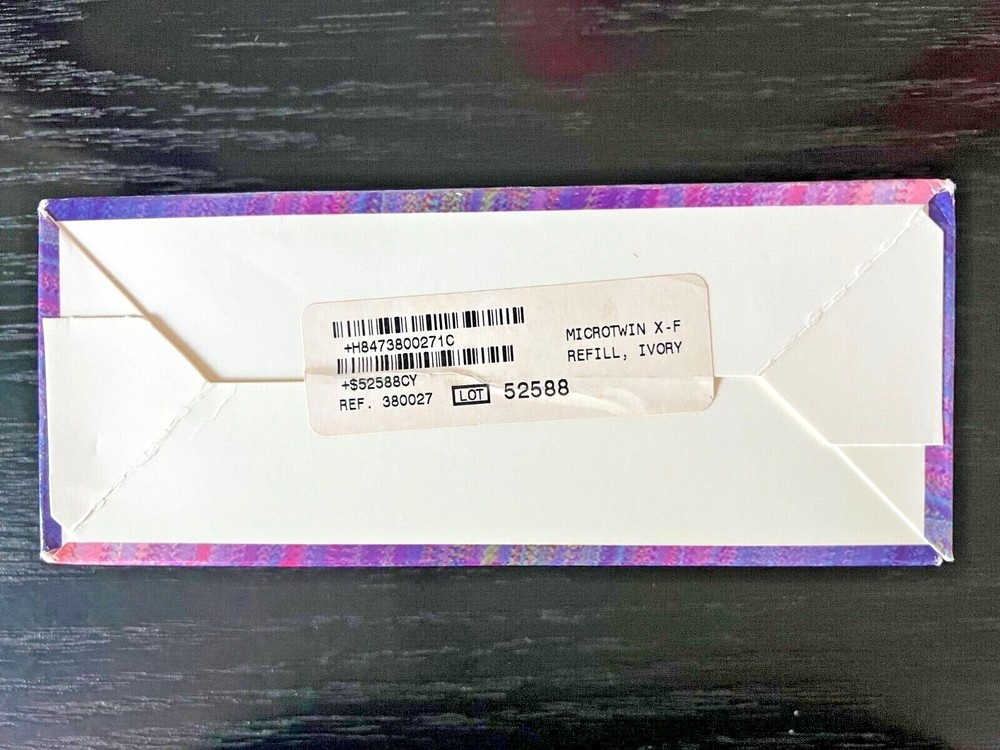 +H8473800271C
MICROTWIN X-F
REFILL, IVORY
+$52588CY
REF. 380027 LOT 52588